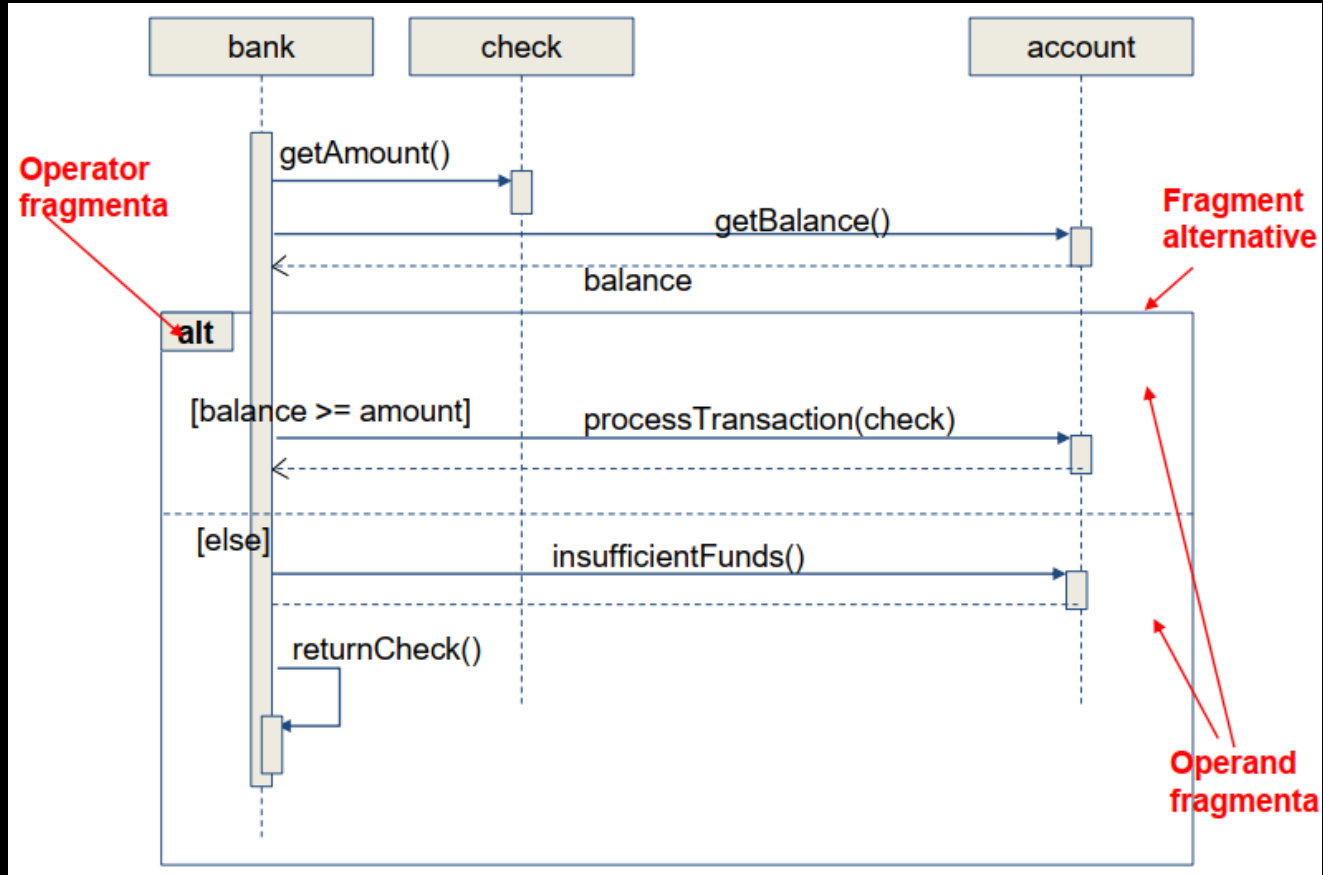 bank
check
account
getAmount()
Operator
fragmenta
getBalance()
Fragment
alternative
balance
alt
[balance >= amount]
processTransaction(check)
[else]
insufficientFunds()
returnCheck()
Operand
fragmenta